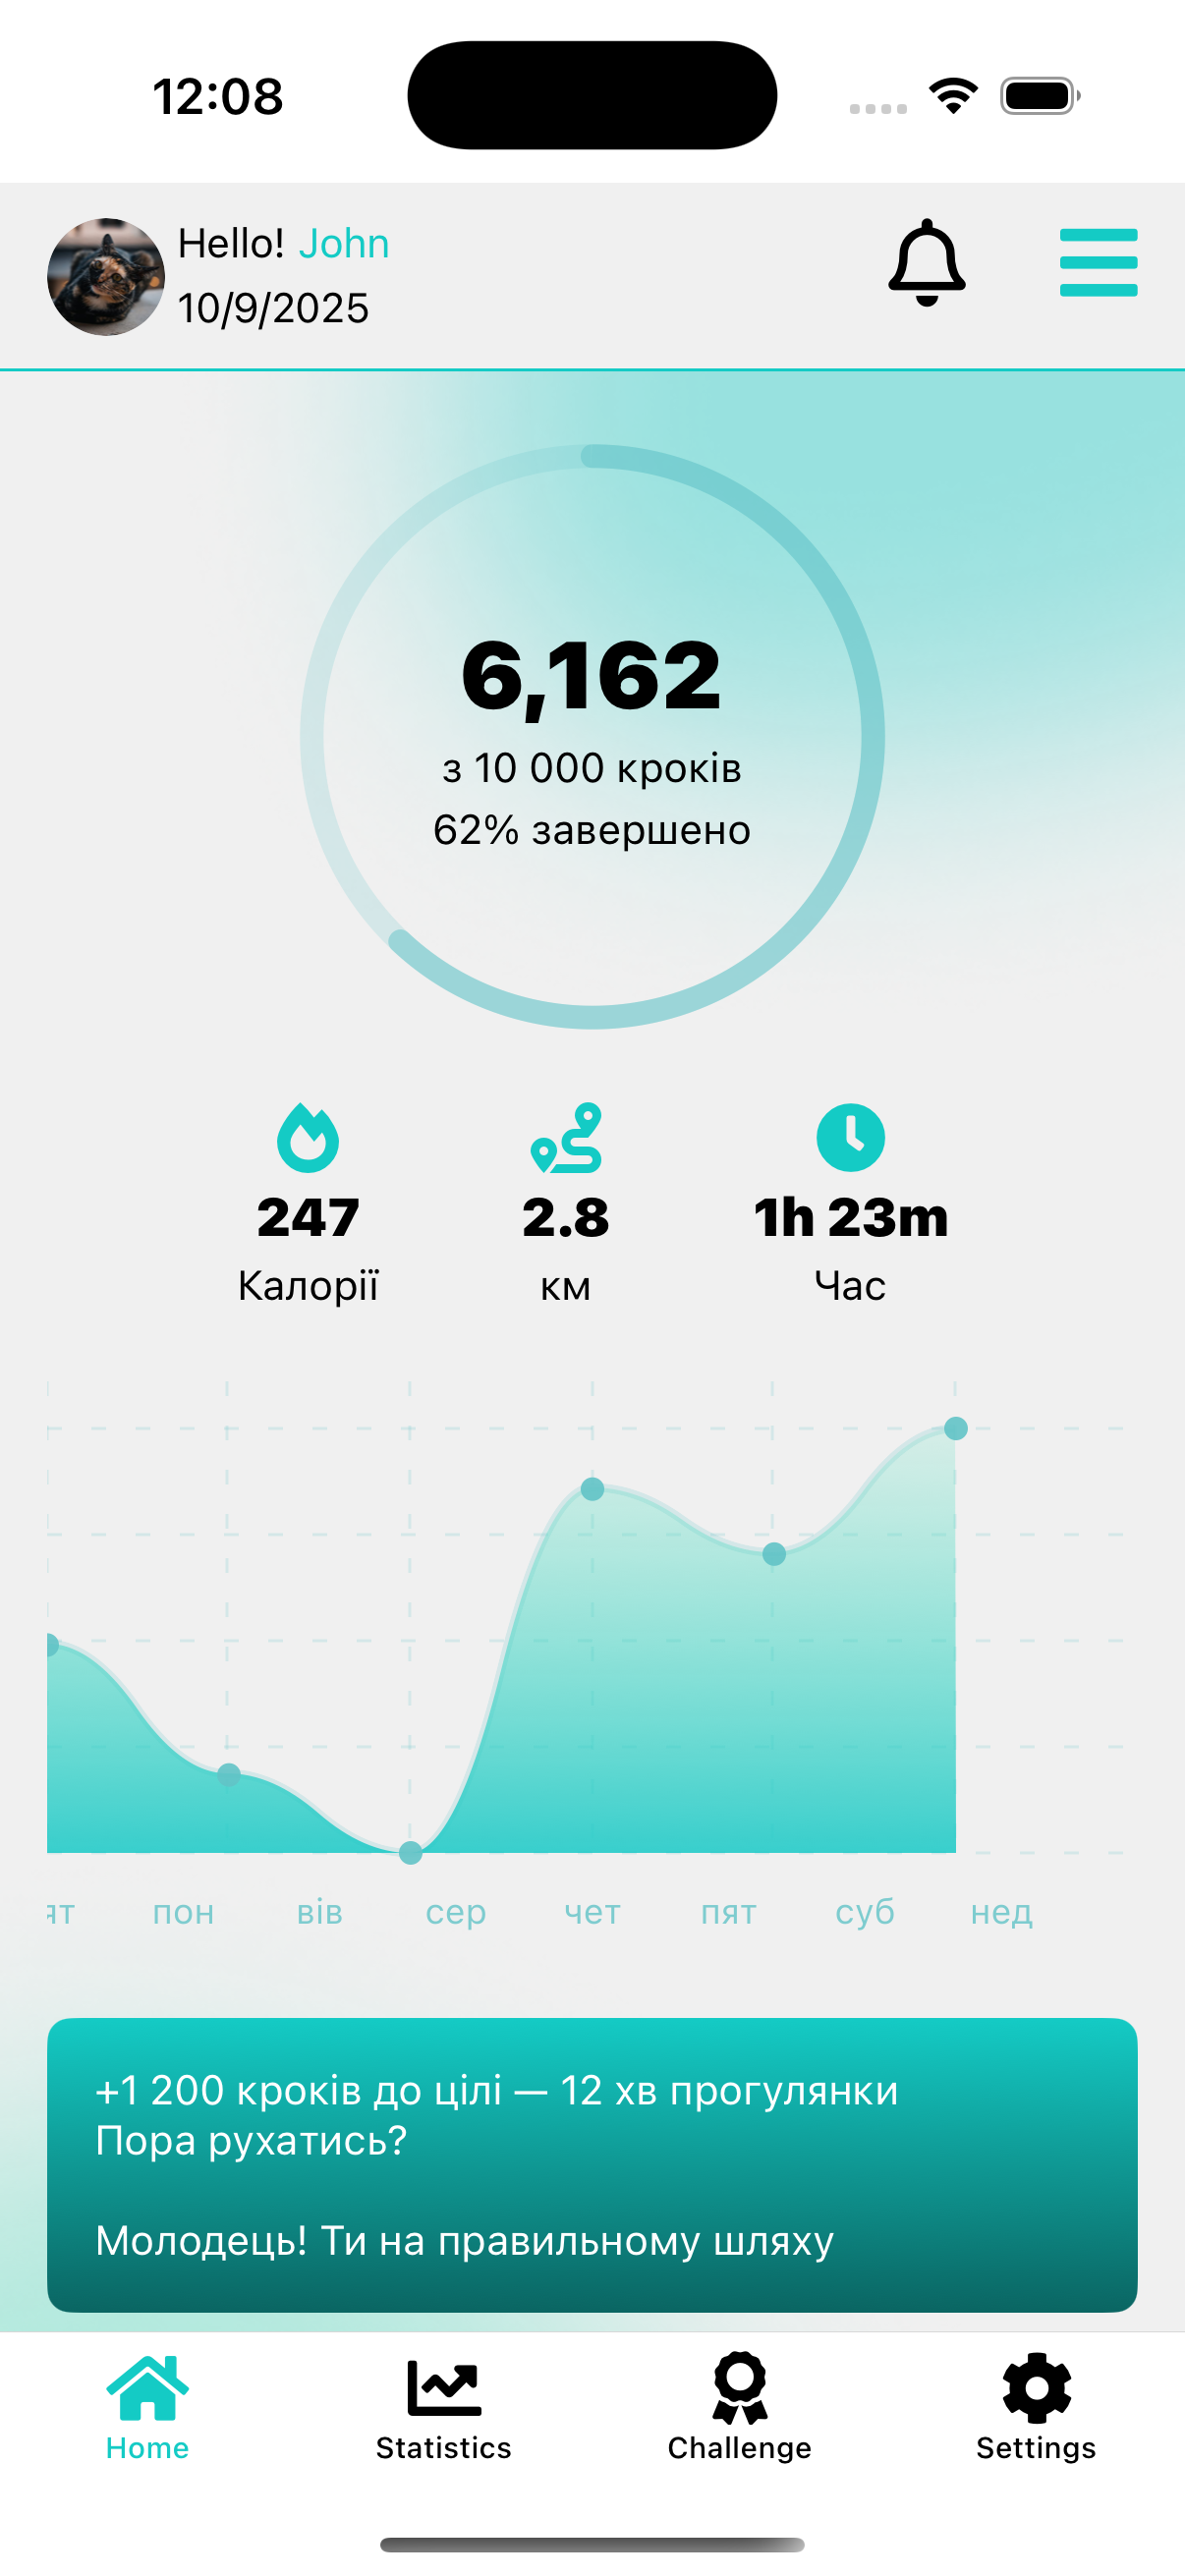 12:08
Hello! John
10/9/2025
6,162
з 10 000 кроків
62% завершено
247
Калорії
2.8
км
1h 23m
Час
пон вів сер чет пят суб нед
+1 200 кроків до цілі — 12 хв прогулянки
Пора рухатись?
Молодець! Ти на правильному шляху
Home
Statistics
Challenge
Settings